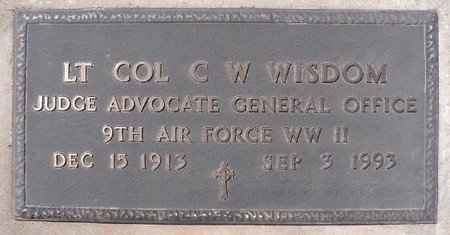 LT COL C W WISDOM
JUDGE ADVOCATE GENERAL OFFICE
9TH AIR FORCE WW II
DEC 15 1913 SEP 3 1993